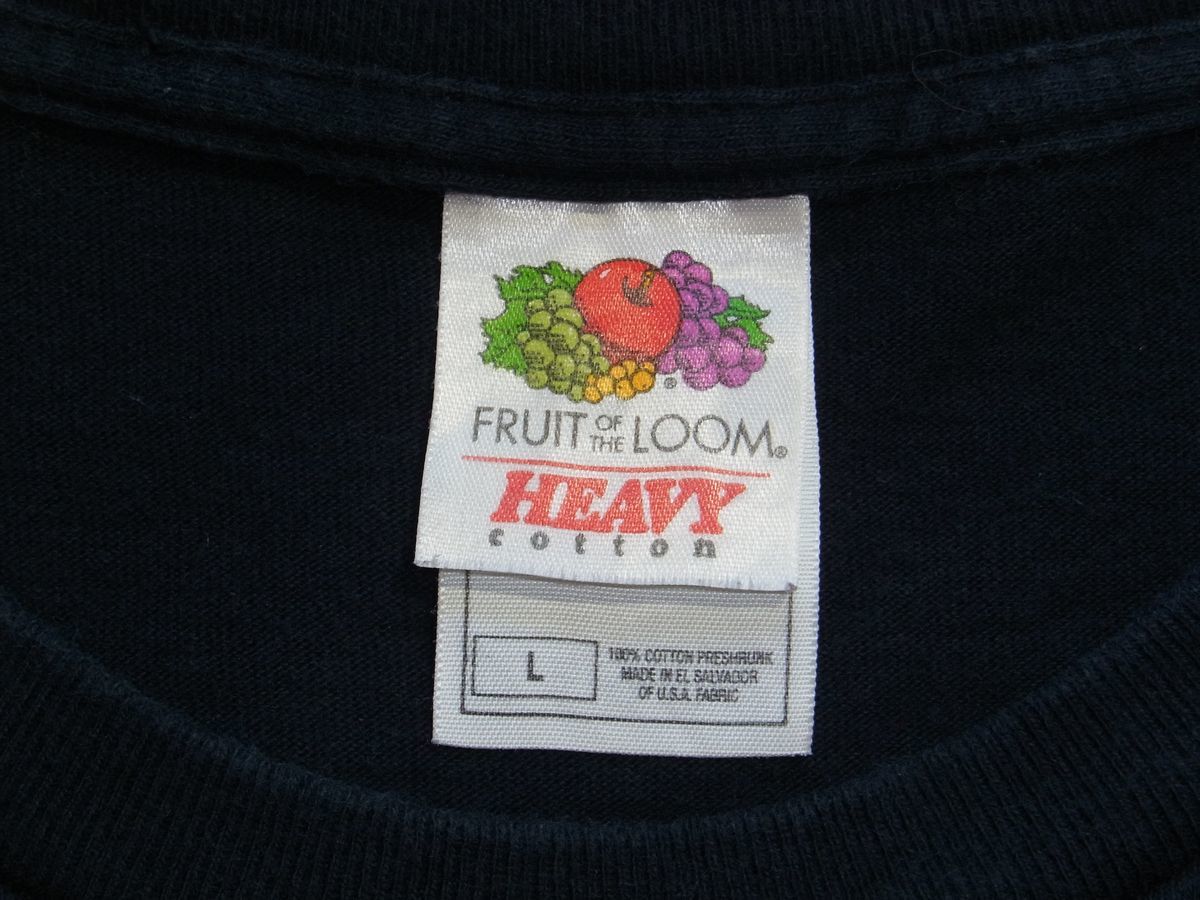 ®
FRUIT OF THE LOOM®
HEAVY
cotton
L
100% COTTON PRESHRUNK
MADE IN EL SALVADOR
OF U.S.A. FABRIC